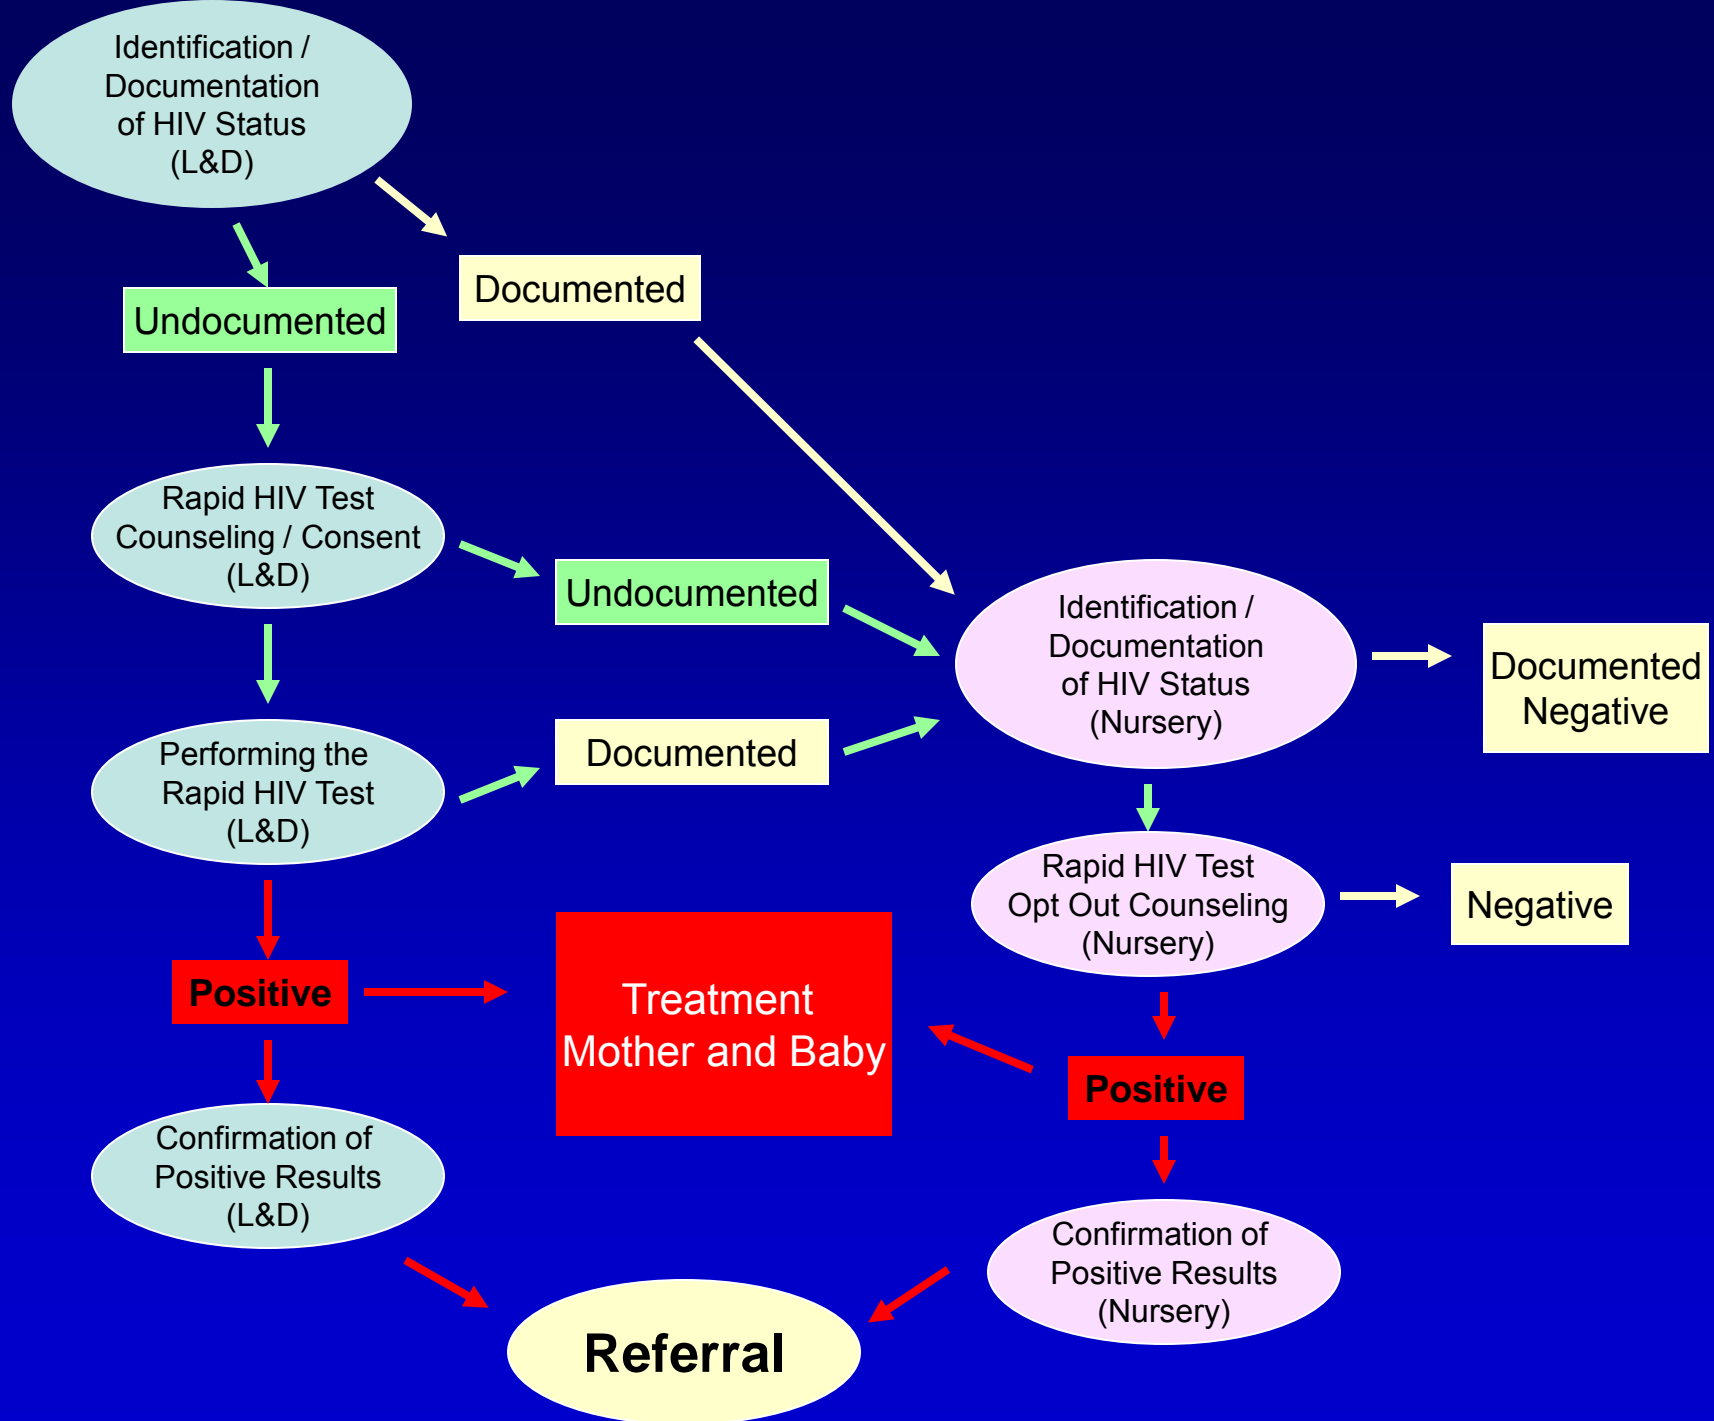 Identification /
Documentation
of HIV Status
(L&D)
Documented
Undocumented
Rapid HIV Test
Counseling / Consent
(L&D)
Undocumented
Identification /
Documentation
of HIV Status
(Nursery)
Documented
Negative
Performing the
Rapid HIV Test
(L&D)
Documented
Rapid HIV Test
Opt Out Counseling
(Nursery)
Negative
Positive
Treatment
Mother and Baby
Positive
Confirmation of
Positive Results
(L&D)
Confirmation of
Positive Results
(Nursery)
Referral